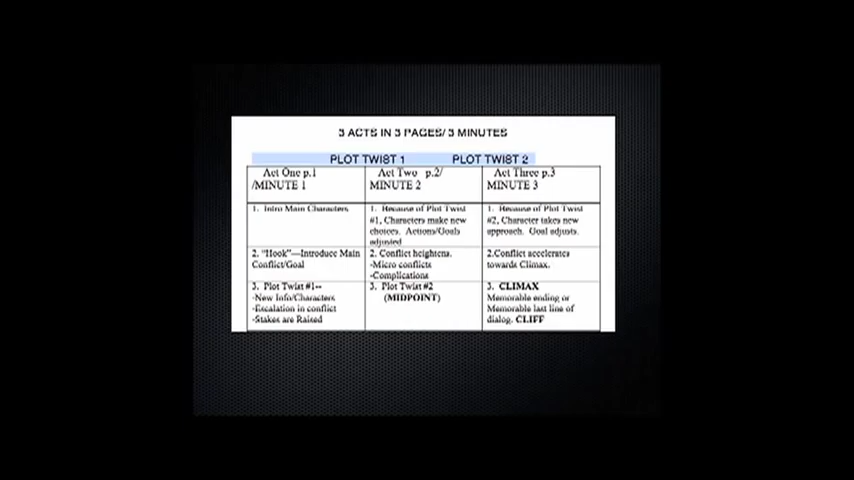 3 ACTS IN 3 PAGES/ 3 MINUTES
PLOT TWIST 1 PLOT TWIST 2
Act One p.1
/MINUTE 1
Act Two p.2/
MINUTE 2
Act Three p.3
MINUTE 3
1. Intro Main Characters
1. Because of Plot Twist
#1, Characters make new
choices. Actions/Goals
adjusted
1. Because of Plot Twist
#2, Character takes new
approach. Goal adjusts.
2. "Hook"—Introduce Main
Conflict/Goal
2. Conflict heightens.
-Micro conflicts
-Complications
2.Conflict accelerates
towards Climax.
3. Plot Twist #1--
-New Info/Characters
-Escalation in conflict
-Stakes are Raised
3. Plot Twist #2
(MIDPOINT)
3. CLIMAX
Memorable ending or
Memorable last line of
dialog. CLIFF